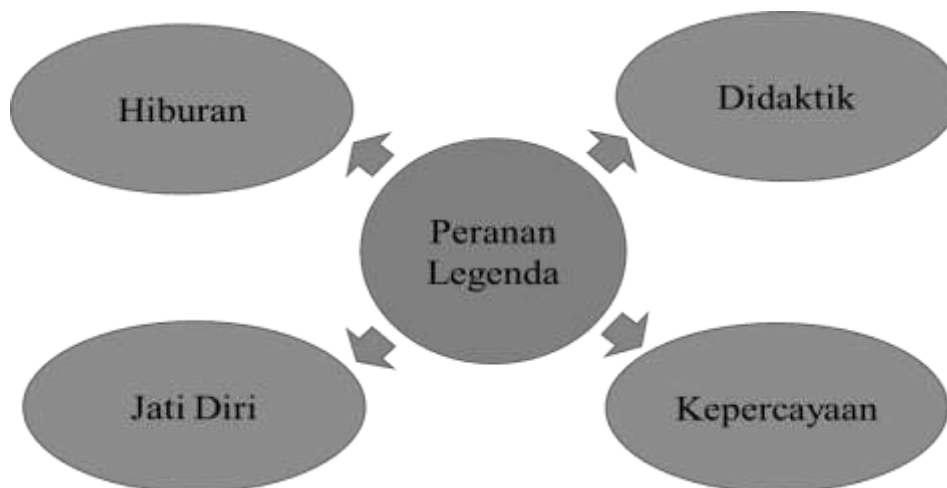 Hiburan
Didaktik
Peranan
Legenda
Jati Diri
Kepercayaan